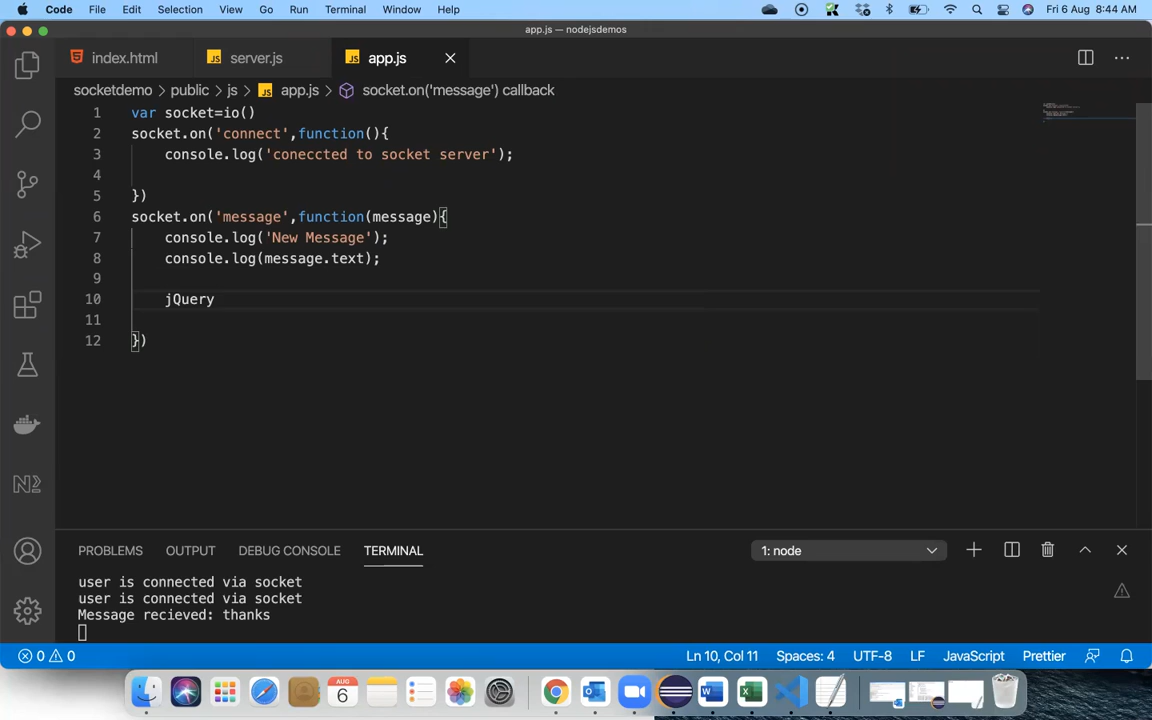 Code File Edit Selection View Go Run Terminal Window Help Fri 6 Aug 8:44 AM
app.js — nodejsdemos
index.html JS server.js JS app.js
socketdemo > public > js > JS app.js > socket.on('message') callback
1 var socket=io()
2 socket.on('connect',function(){
3 console.log('coneccted to socket server');
4
5 })
6 socket.on('message',function(message){
7 console.log('New Message');
8 console.log(message.text);
9
10 jQuery
11
12 })
PROBLEMS OUTPUT DEBUG CONSOLE TERMINAL 1: node
user is connected via socket
user is connected via socket
Message recieved: thanks
0 0 Ln 10, Col 11 Spaces: 4 UTF-8 LF JavaScript Prettier
AUG
6